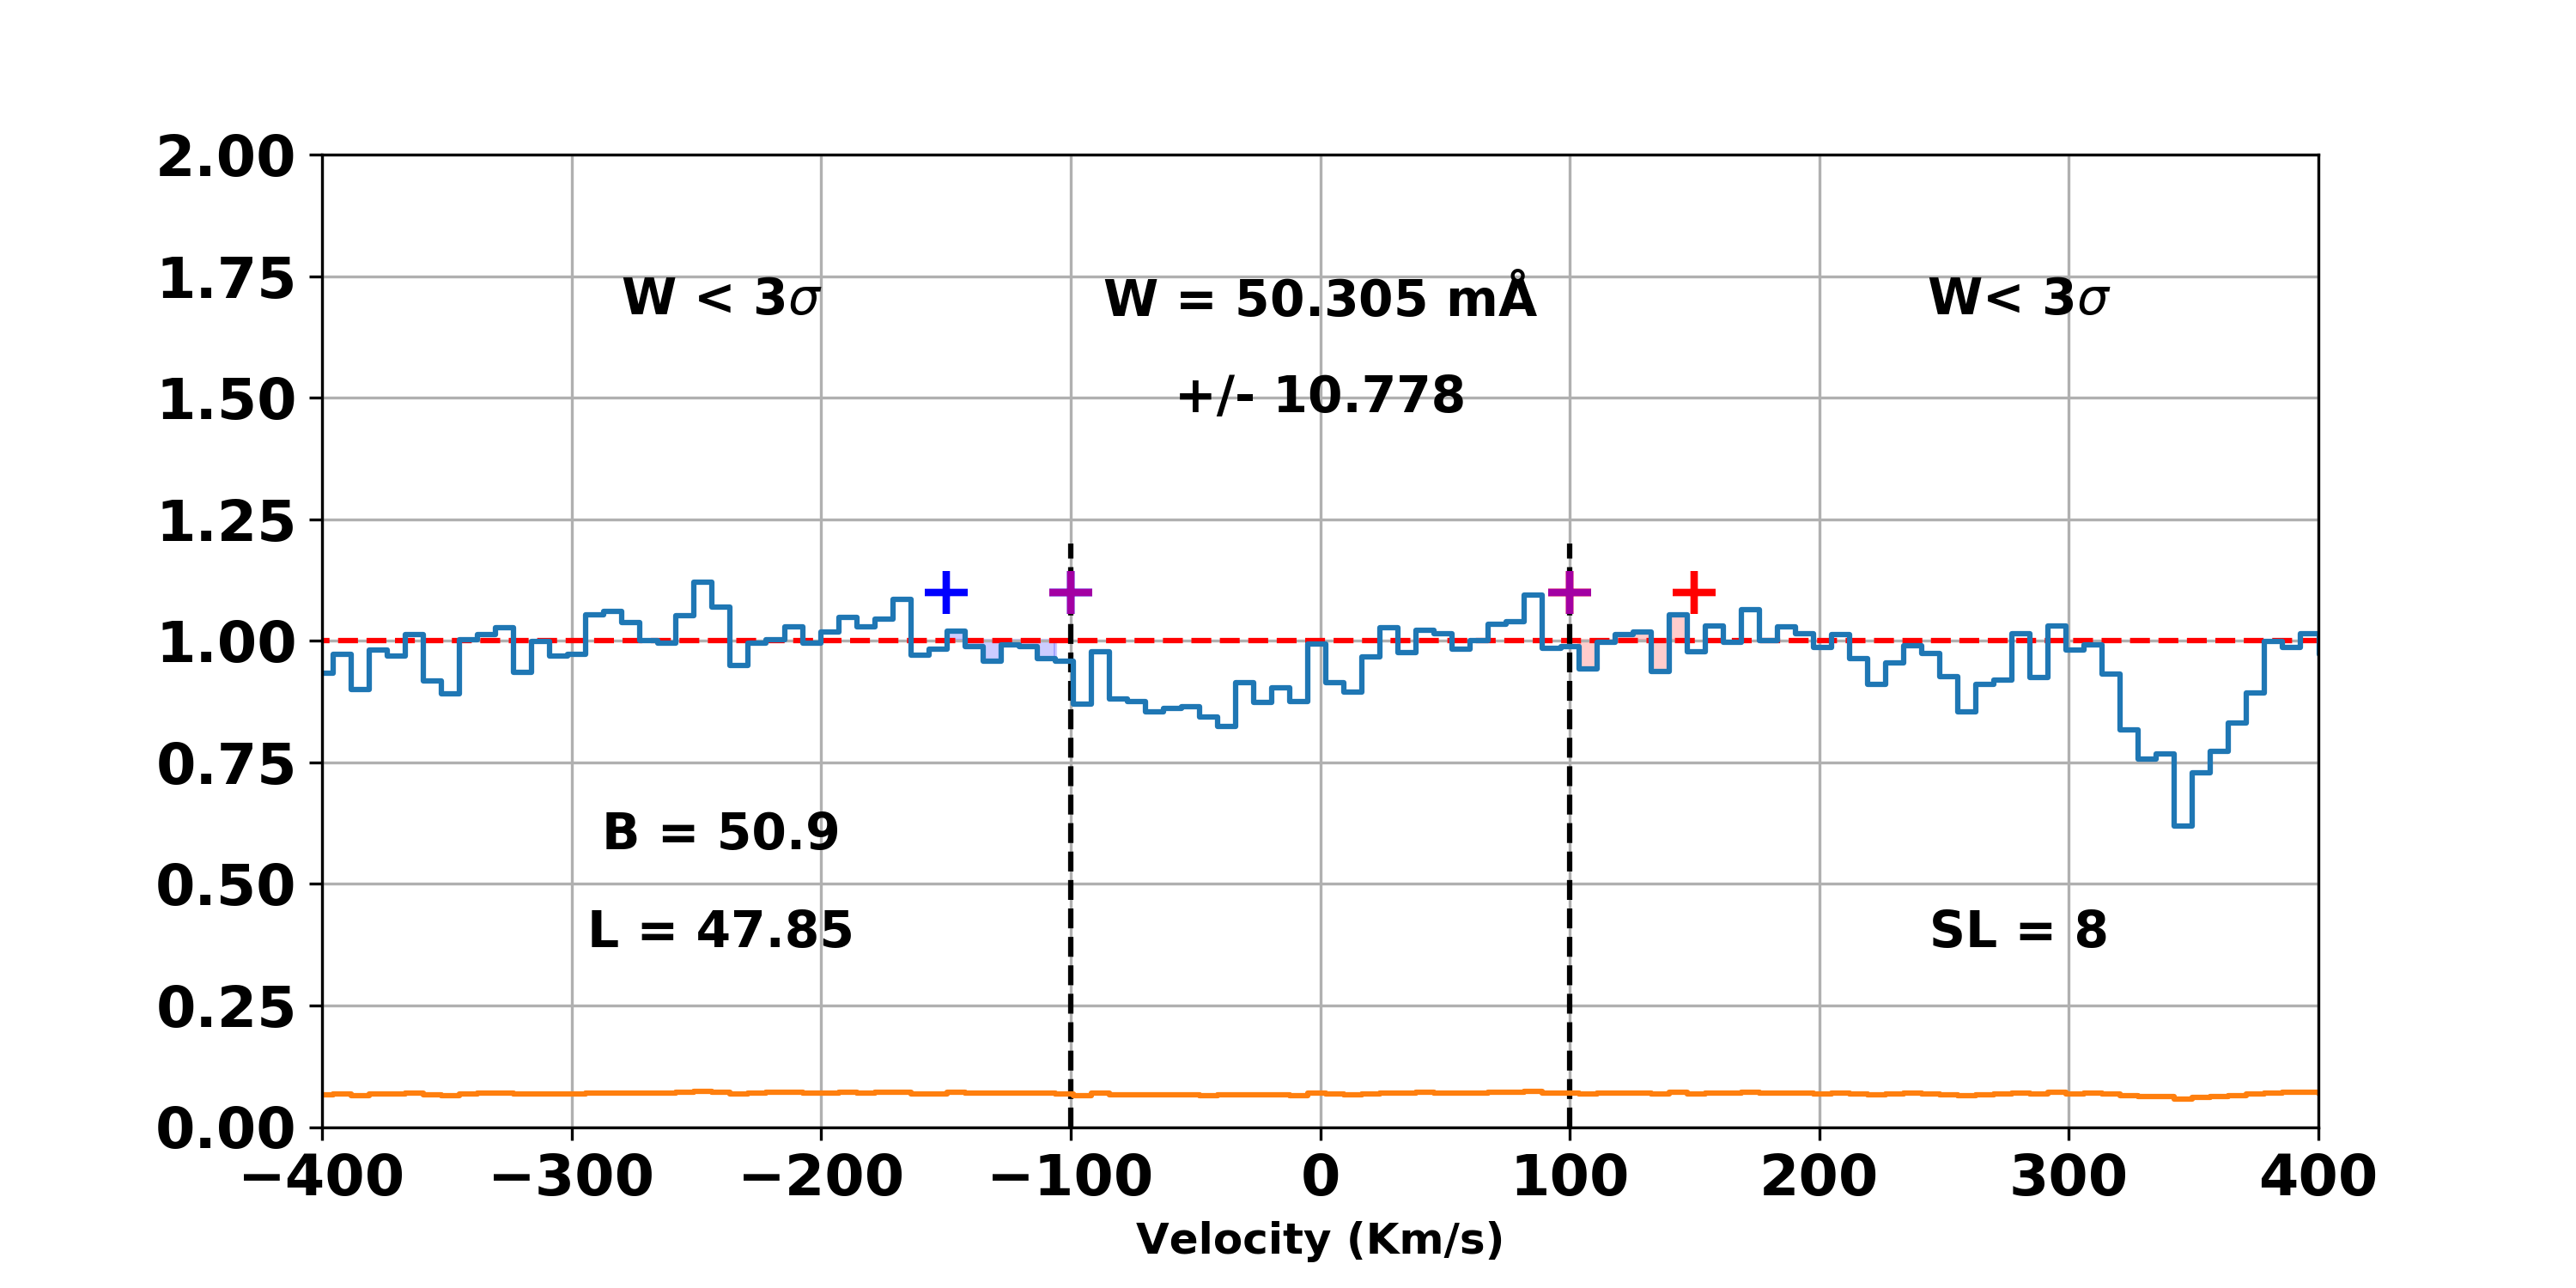 2.00
1.75
1.50
1.25
1.00
0.75
0.50
0.25
0.00
W < 3σ
W = 50.305 mÅ
+/- 10.778
W< 3σ
B = 50.9
L = 47.85
SL = 8
−400 −300 −200 −100 0 100 200 300 400
Velocity (Km/s)